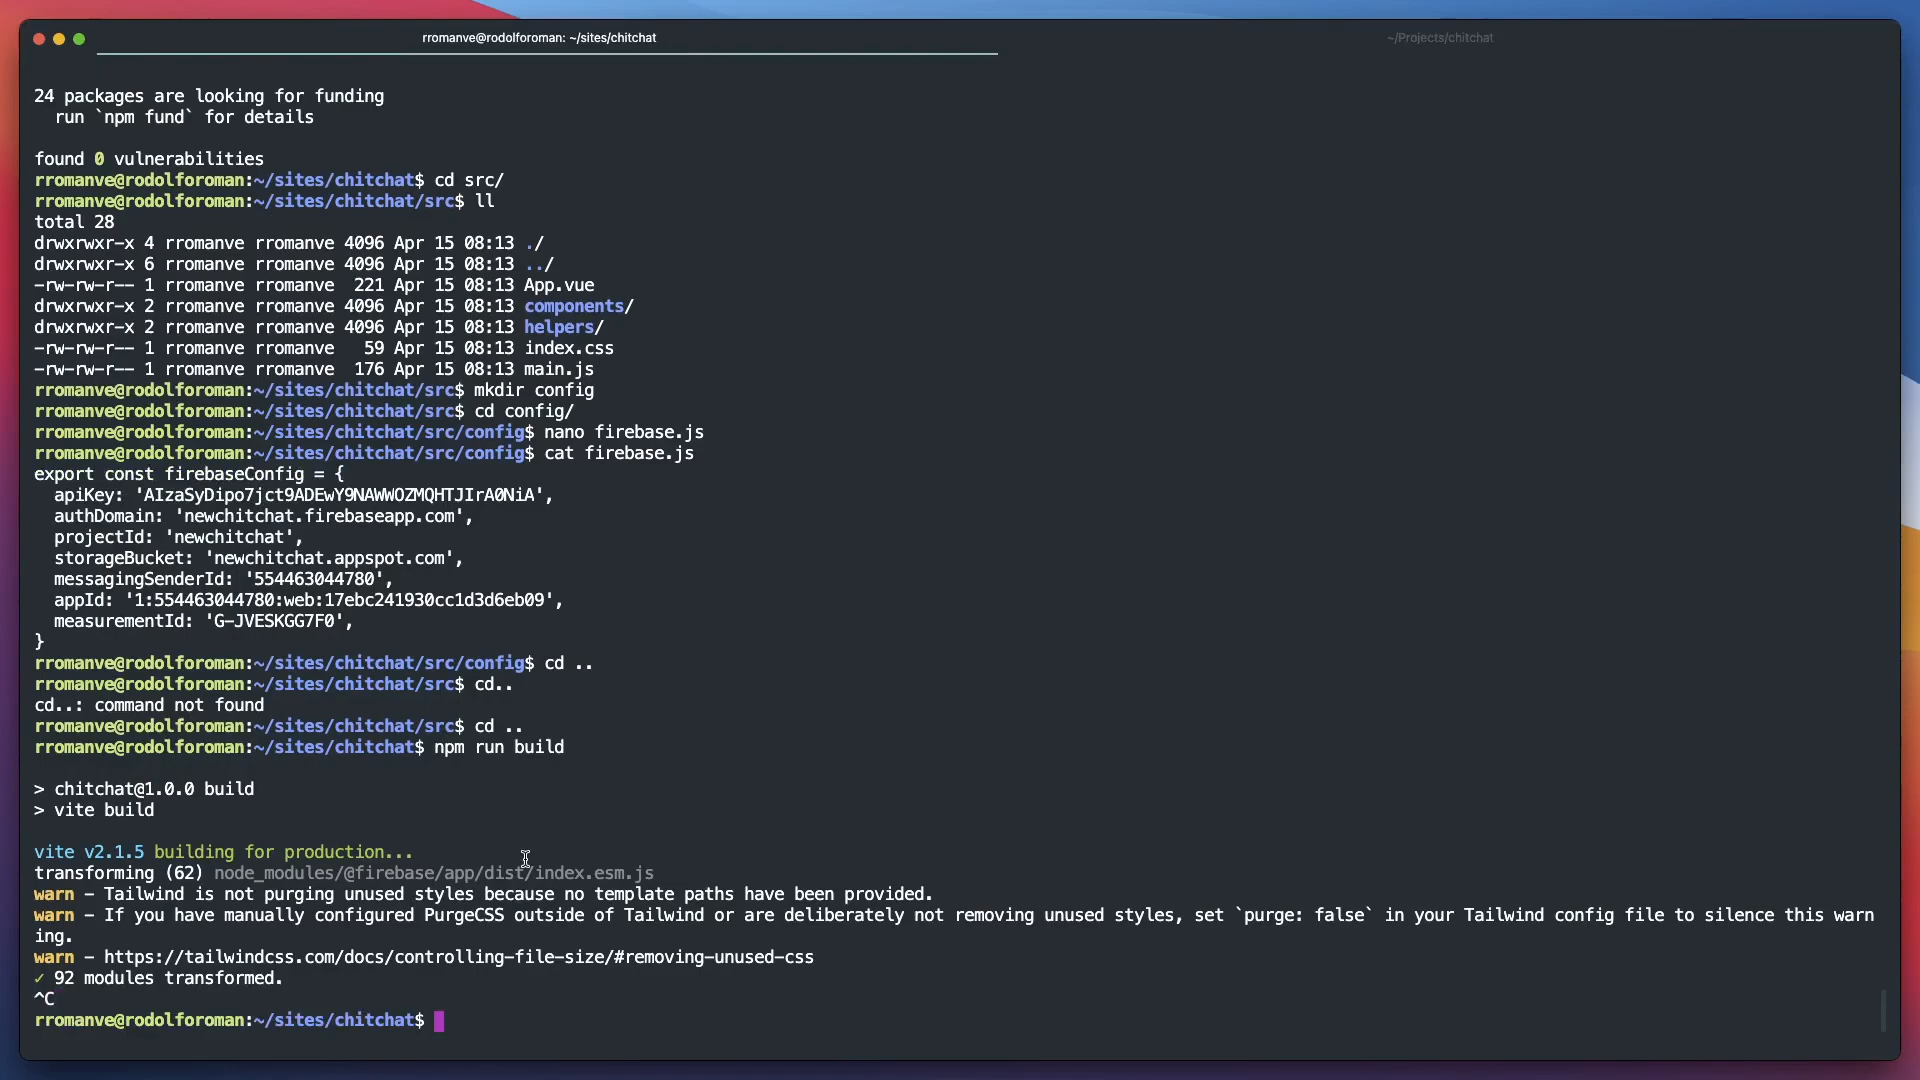 rromanve@rodolforoman: ~/sites/chitchat
~/Projects/chitchat
24 packages are looking for funding
  run `npm fund` for details
found 0 vulnerabilities
rromanve@rodolforoman:~/sites/chitchat$ cd src/
rromanve@rodolforoman:~/sites/chitchat/src$ ll
total 28
drwxrwxr-x 4 rromanve rromanve 4096 Apr 15 08:13 ./
drwxrwxr-x 6 rromanve rromanve 4096 Apr 15 08:13 ../
-rw-rw-r-- 1 rromanve rromanve  221 Apr 15 08:13 App.vue
drwxrwxr-x 2 rromanve rromanve 4096 Apr 15 08:13 components/
drwxrwxr-x 2 rromanve rromanve 4096 Apr 15 08:13 helpers/
-rw-rw-r-- 1 rromanve rromanve   59 Apr 15 08:13 index.css
-rw-rw-r-- 1 rromanve rromanve  176 Apr 15 08:13 main.js
rromanve@rodolforoman:~/sites/chitchat/src$ mkdir config
rromanve@rodolforoman:~/sites/chitchat/src$ cd config/
rromanve@rodolforoman:~/sites/chitchat/src/config$ nano firebase.js
rromanve@rodolforoman:~/sites/chitchat/src/config$ cat firebase.js
export const firebaseConfig = {
  apiKey: 'AIzaSyDipo7jct9ADEwY9NAWWOZMQHTJIrA0NiA',
  authDomain: 'newchitchat.firebaseapp.com',
  projectId: 'newchitchat',
  storageBucket: 'newchitchat.appspot.com',
  messagingSenderId: '554463044780',
  appId: '1:554463044780:web:17ebc241930cc1d3d6eb09',
  measurementId: 'G-JVESKGG7F0',
}
rromanve@rodolforoman:~/sites/chitchat/src/config$ cd ..
rromanve@rodolforoman:~/sites/chitchat/src$ cd..
cd..: command not found
rromanve@rodolforoman:~/sites/chitchat/src$ cd ..
rromanve@rodolforoman:~/sites/chitchat$ npm run build
> chitchat@1.0.0 build
> vite build
vite v2.1.5 building for production...
transforming (62) node_modules/@firebase/app/dist/index.esm.js
warn - Tailwind is not purging unused styles because no template paths have been provided.
warn - If you have manually configured PurgeCSS outside of Tailwind or are deliberately not removing unused styles, set `purge: false` in your Tailwind config file to silence this warn
ing.
warn - https://tailwindcss.com/docs/controlling-file-size/#removing-unused-css
✓ 92 modules transformed.
^C
rromanve@rodolforoman:~/sites/chitchat$